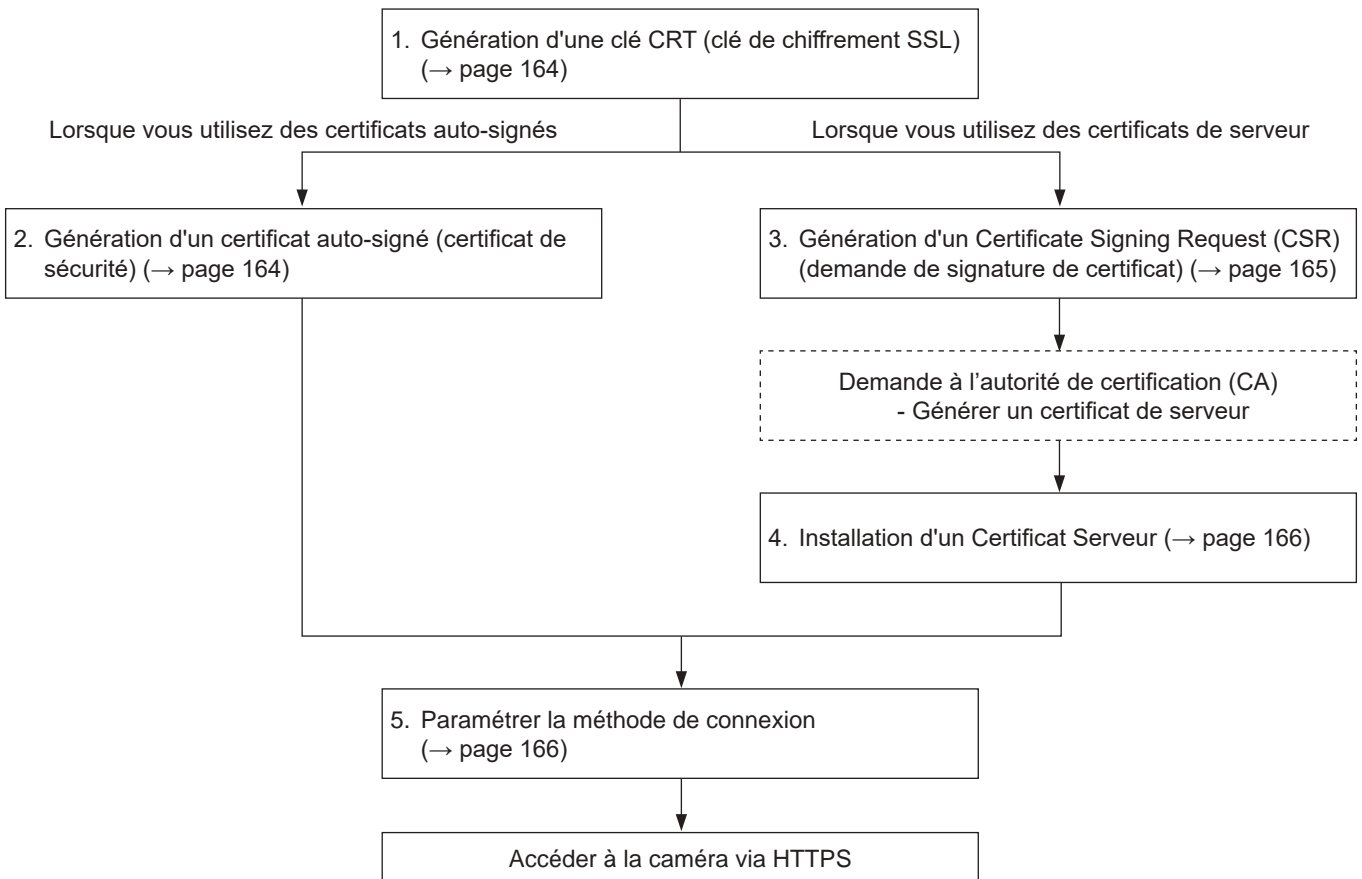 1. Génération d'une clé CRT (clé de chiffrement SSL)
(→ page 164)
Lorsque vous utilisez des certificats auto-signés
Lorsque vous utilisez des certificats de serveur
2. Génération d'un certificat auto-signé (certificat de
sécurité) (→ page 164)
3. Génération d'un Certificate Signing Request (CSR)
(demande de signature de certificat) (→ page 165)
Demande à l’autorité de certification (CA)
- Générer un certificat de serveur
4. Installation d'un Certificat Serveur (→ page 166)
5. Paramétrer la méthode de connexion
(→ page 166)
Accéder à la caméra via HTTPS